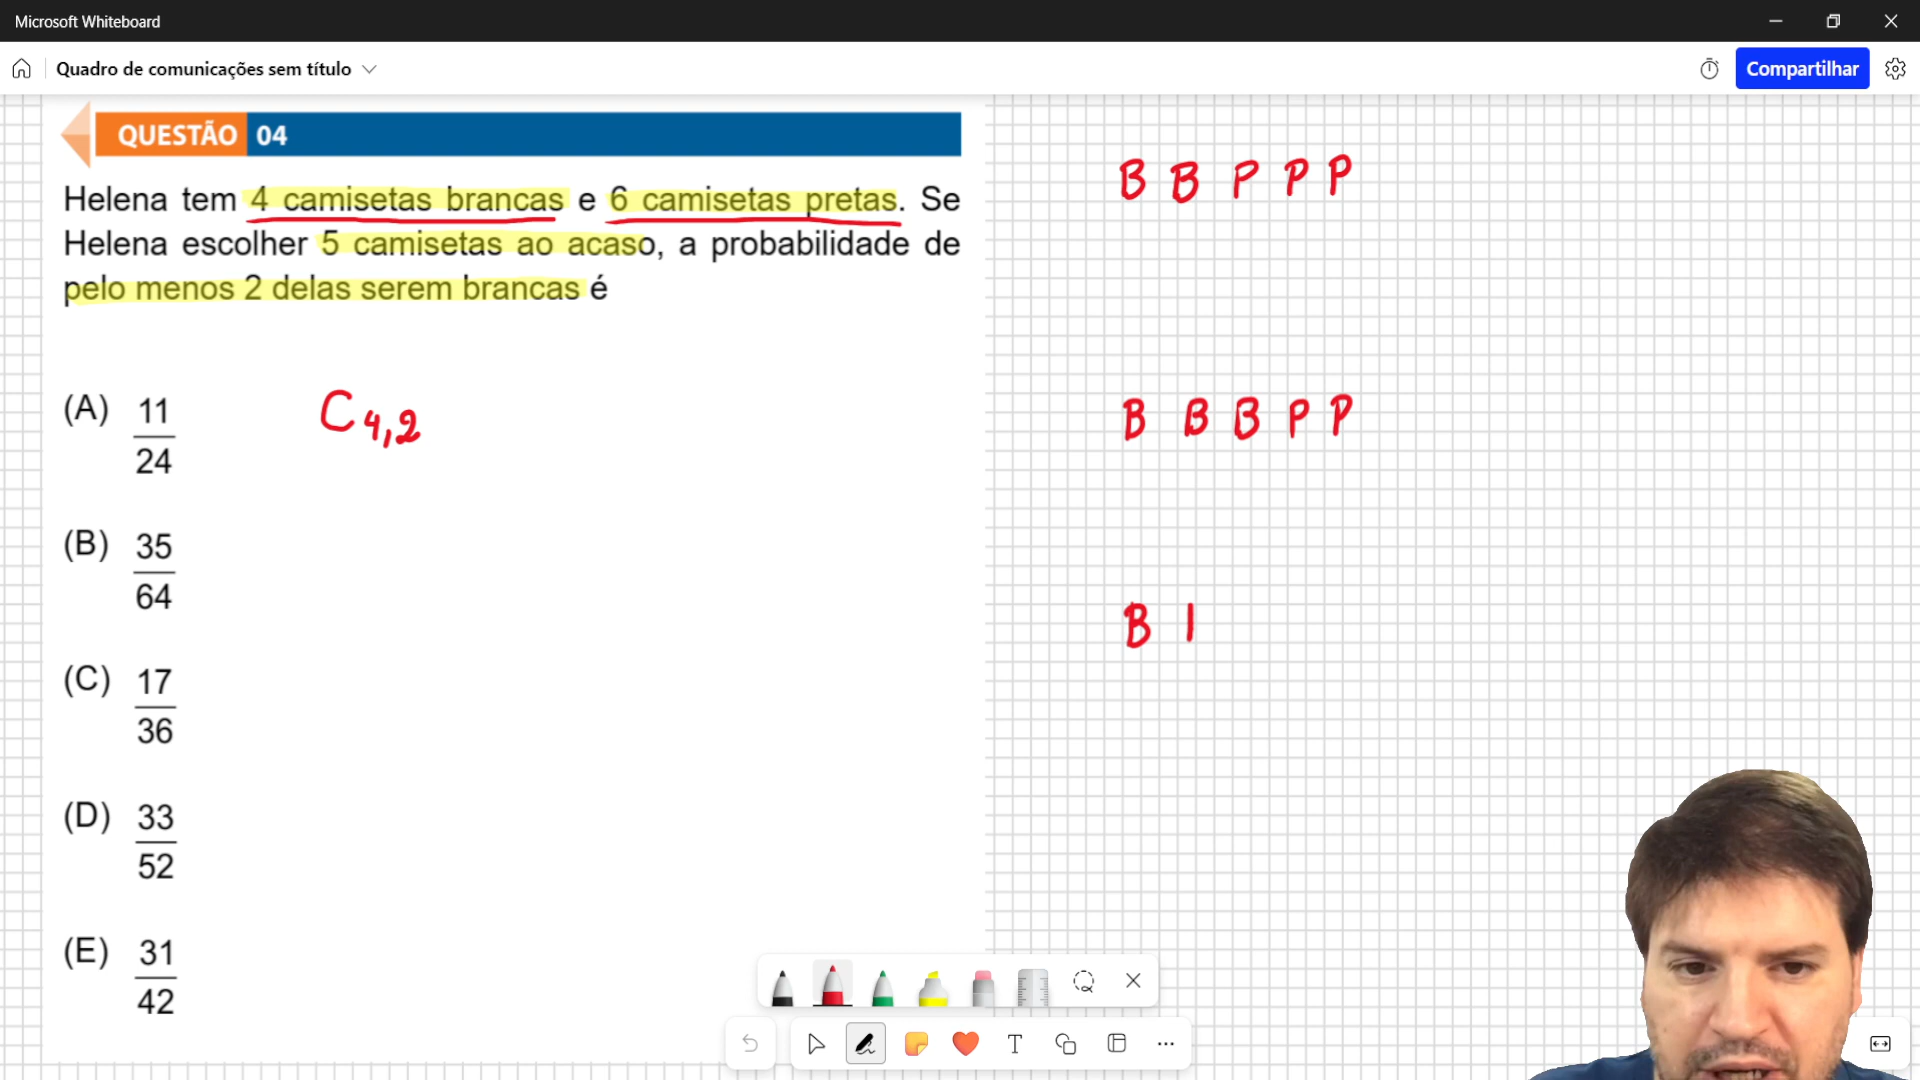 Microsoft Whiteboard
Quadro de comunicações sem título
Compartilhar
QUESTÃO 04
Helena tem 4 camisetas brancas e 6 camisetas pretas. Se
Helena escolher 5 camisetas ao acaso, a probabilidade de
pelo menos 2 delas serem brancas é
B B P P P
(A) 11
24
C 4,2
B B B P P
(B) 35
64
B
(C) 17
36
(D) 33
52
(E) 31
42
T